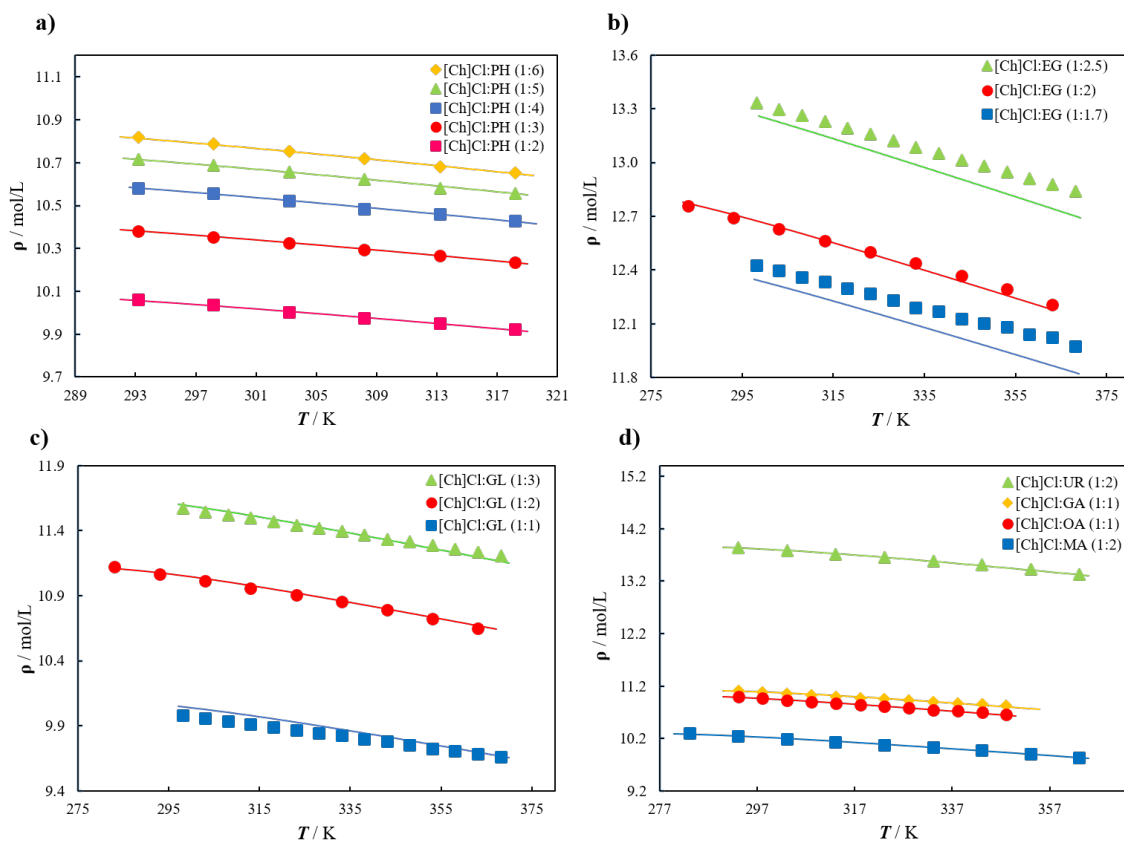 a)
11.1
10.9
10.7
10.5
10.3
10.1
9.9
9.7
289
293
297
301
305
309
313
317
321
ρ / mol/L
T / K
[Ch]Cl:PH (1:6)
[Ch]Cl:PH (1:5)
[Ch]Cl:PH (1:4)
[Ch]Cl:PH (1:3)
[Ch]Cl:PH (1:2)
b)
13.6
13.3
13.0
12.7
12.4
12.1
11.8
275
295
315
335
355
375
ρ / mol/L
T / K
[Ch]Cl:EG (1:2.5)
[Ch]Cl:EG (1:2)
[Ch]Cl:EG (1:1.7)
c)
11.9
11.4
10.9
10.4
9.9
9.4
275
295
315
335
355
375
ρ / mol/L
T / K
[Ch]Cl:GL (1:3)
[Ch]Cl:GL (1:2)
[Ch]Cl:GL (1:1)
d)
15.2
14.2
13.2
12.2
11.2
10.2
9.2
277
297
317
337
357
ρ / mol/L
T / K
[Ch]Cl:UR (1:2)
[Ch]Cl:GA (1:1)
[Ch]Cl:OA (1:1)
[Ch]Cl:MA (1:2)